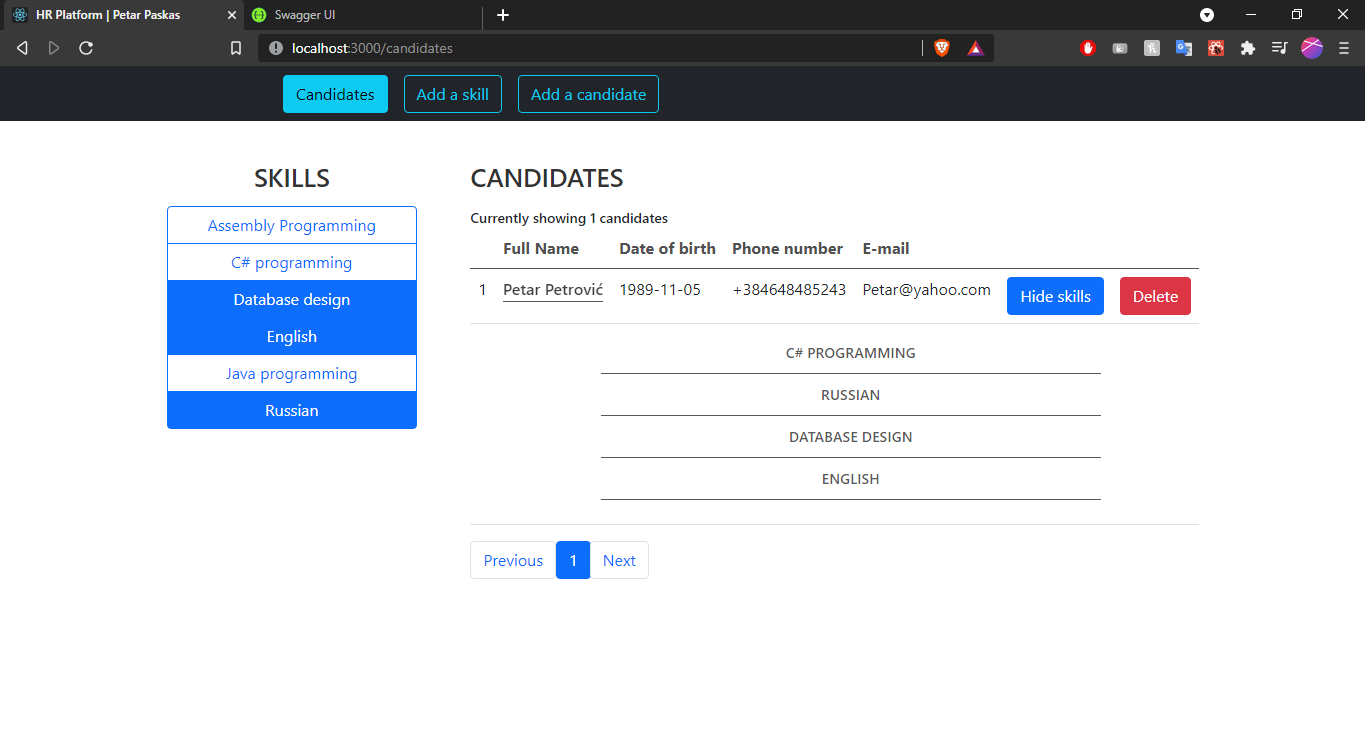 HR Platform | Petar Paskas
Swagger UI
localhost:3000/candidates
Candidates Add a skill Add a candidate
SKILLS
Assembly Programming
C# programming
Database design
English
Java programming
Russian
CANDIDATES
Currently showing 1 candidates
Full Name Date of birth Phone number E-mail
1 Petar Petrović 1989-11-05 +384648485243 Petar@yahoo.com Hide skills Delete
C# PROGRAMMING
RUSSIAN
DATABASE DESIGN
ENGLISH
Previous 1 Next